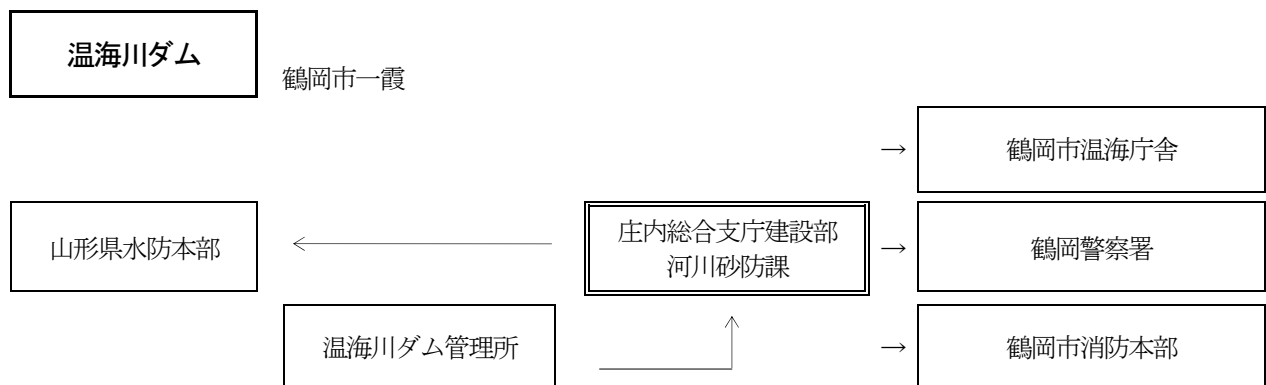 温海川ダム
鶴岡市一霞
→ 鶴岡市温海庁舎
山形県水防本部
庄内総合支庁建設部
河川砂防課
→ 鶴岡警察署
温海川ダム管理所
→ 鶴岡市消防本部